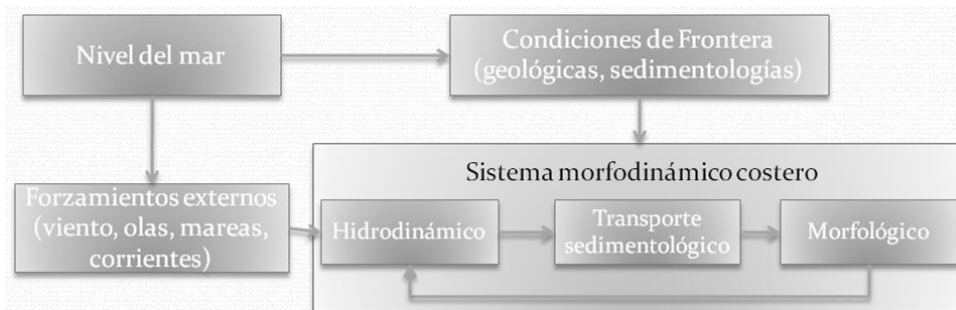 Nivel del mar
Condiciones de Frontera
(geológicas, sedimentologías)
Sistema morfodinámico costero
Forzamientos externos
(viento, olas, mareas,
corrientes)
Hidrodinámico
Transporte
sedimentológico
Morfológico